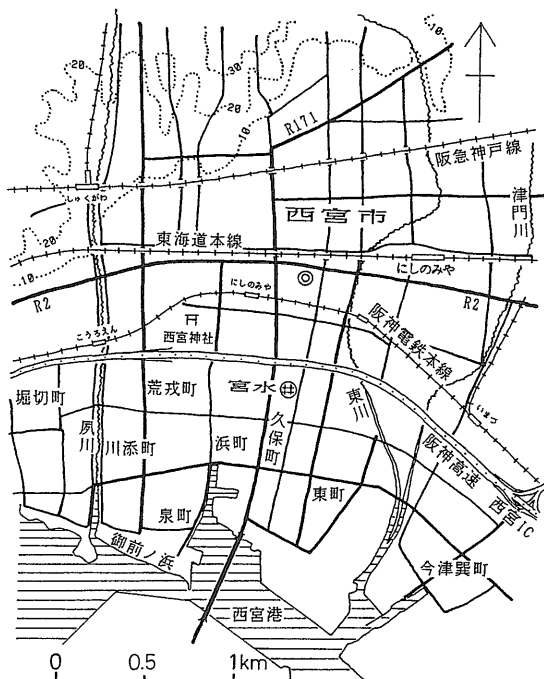 10
20
30
20
10
R171
阪急神戸線
しゅくがわ
西宮市
津門川
東海道本線
20
にしのみや
10
R2
にしのみや
R2
こうろえん
西宮神社
阪神電鉄本線
堀切町
荒戎町
宮水
東川
いまづ
夙川
川添町
浜町
久保町
阪神高速
西宮IC
泉町
東町
御前ノ浜
今津巽町
西宮港
0 0.5 1km